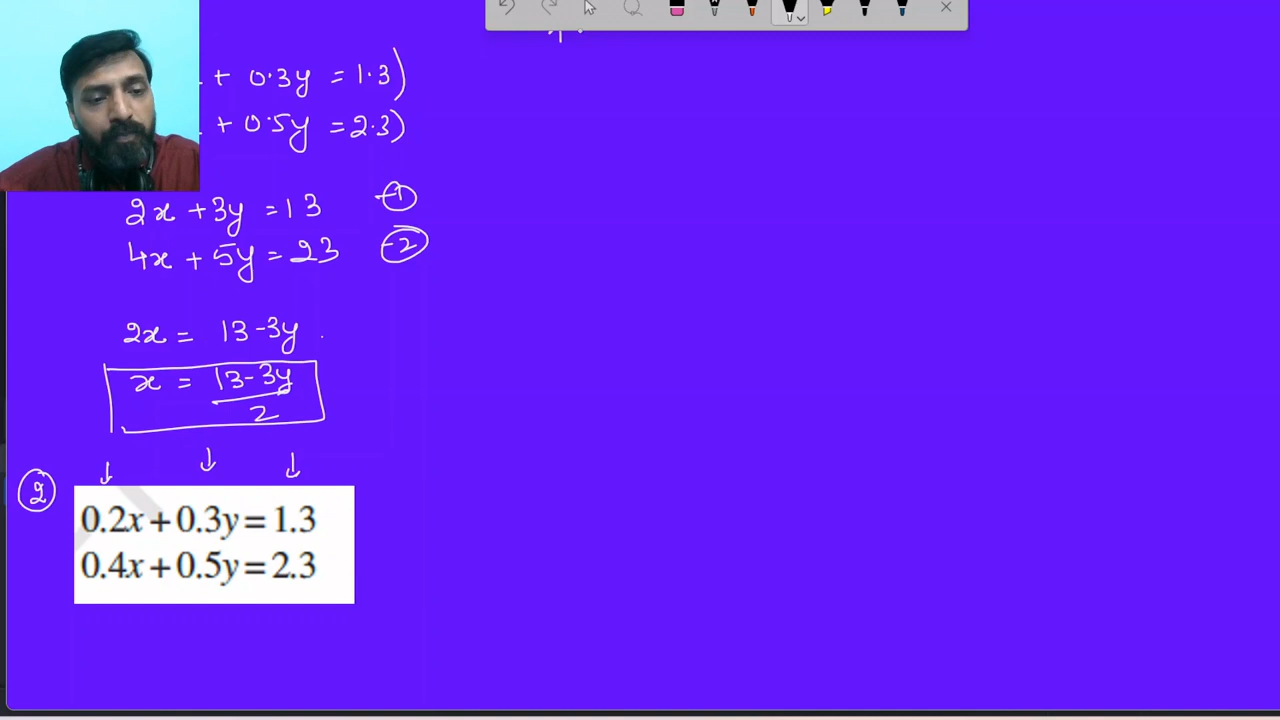 + 0.3y = 1.3)
+ 0.5y = 2.3)
2x + 3y = 13 -①
4x + 5y = 23 -②
2x = 13 - 3y
x = 13 - 3y
2
②
0.2x + 0.3y = 1.3
0.4x + 0.5y = 2.3